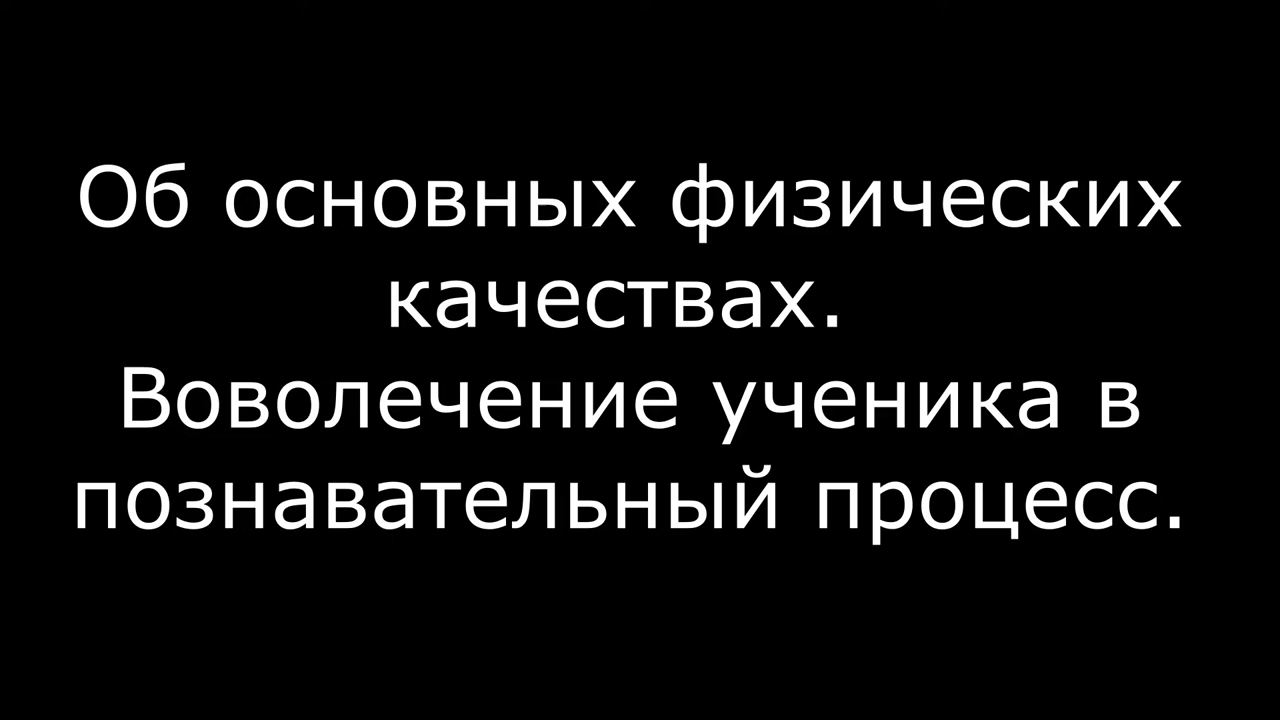 Об основных физических
качествах.
Воволечение ученика в
познавательный процесс.